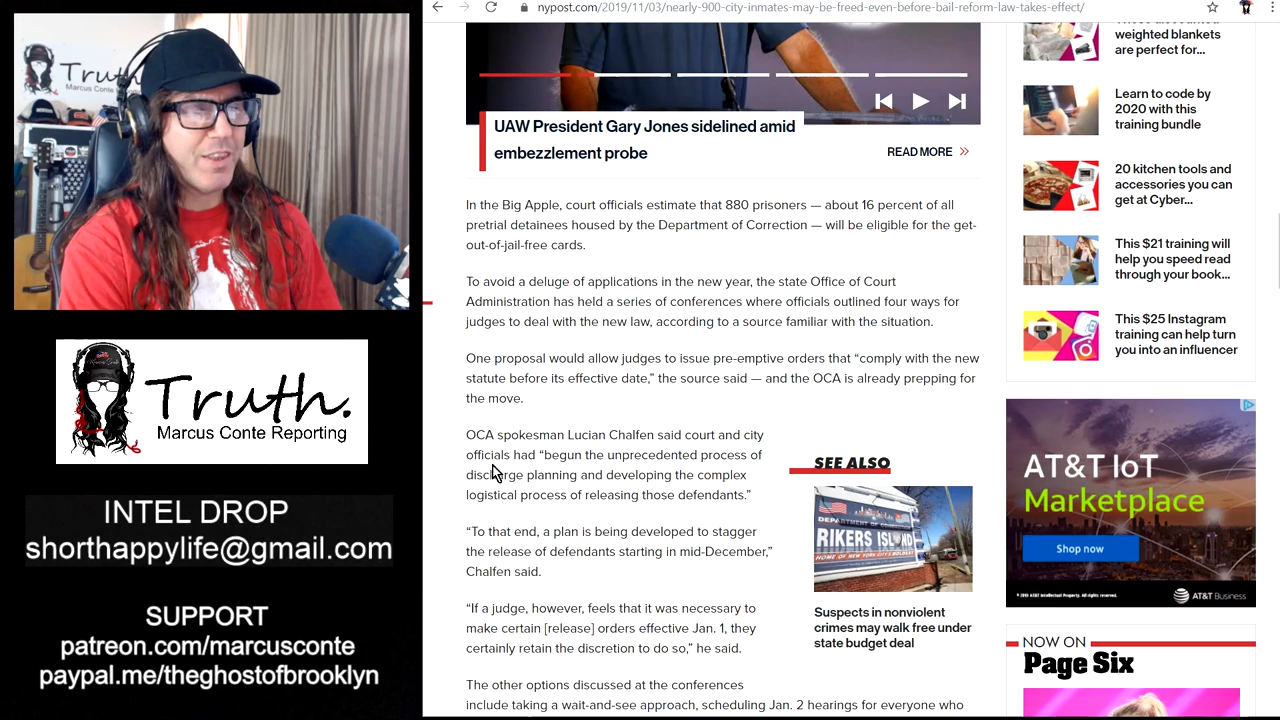 Truth.
Marcus Conte Reporting
Truth.
Marcus Conte Reporting
INTEL DROP
shorthappylife@gmail.com
SUPPORT
patreon.com/marcusconte
paypal.me/theghostofbrooklyn
nypost.com/2019/11/03/nearly-900-city-inmates-may-be-freed-even-before-bail-reform-law-takes-effect/
UAW President Gary Jones sidelined amid
embezzlement probe
READ MORE »
In the Big Apple, court officials estimate that 880 prisoners — about 16 percent of all
pretrial detainees housed by the Department of Correction — will be eligible for the get-
out-of-jail-free cards.
To avoid a deluge of applications in the new year, the state Office of Court
Administration has held a series of conferences where officials outlined four ways for
judges to deal with the new law, according to a source familiar with the situation.
One proposal would allow judges to issue pre-emptive orders that “comply with the new
statute before its effective date,” the source said — and the OCA is already prepping for
the move.
OCA spokesman Lucian Chalfen said court and city
officials had “begun the unprecedented process of
discharge planning and developing the complex
logistical process of releasing those defendants.”
“To that end, a plan is being developed to stagger
the release of defendants starting in mid-December,”
Chalfen said.
“If a judge, however, feels that it was necessary to
make certain [release] orders effective Jan. 1, they
certainly retain the discretion to do so,” he said.
The other options discussed at the conferences
include taking a wait-and-see approach, scheduling Jan. 2 hearings for everyone who
SEE ALSO
DEPARTMENT OF CORRECTION
RIKERS ISLAND
HOME OF NEW YORK CITY'S BOLDEST
Suspects in nonviolent
crimes may walk free under
state budget deal
weighted blankets
are perfect for...
Learn to code by
2020 with this
training bundle
20 kitchen tools and
accessories you can
get at Cyber...
This $21 training will
help you speed read
through your book...
This $25 Instagram
training can help turn
you into an influencer
AT&T IoT
Marketplace
Shop now
AT&T Business
NOW ON
Page Six